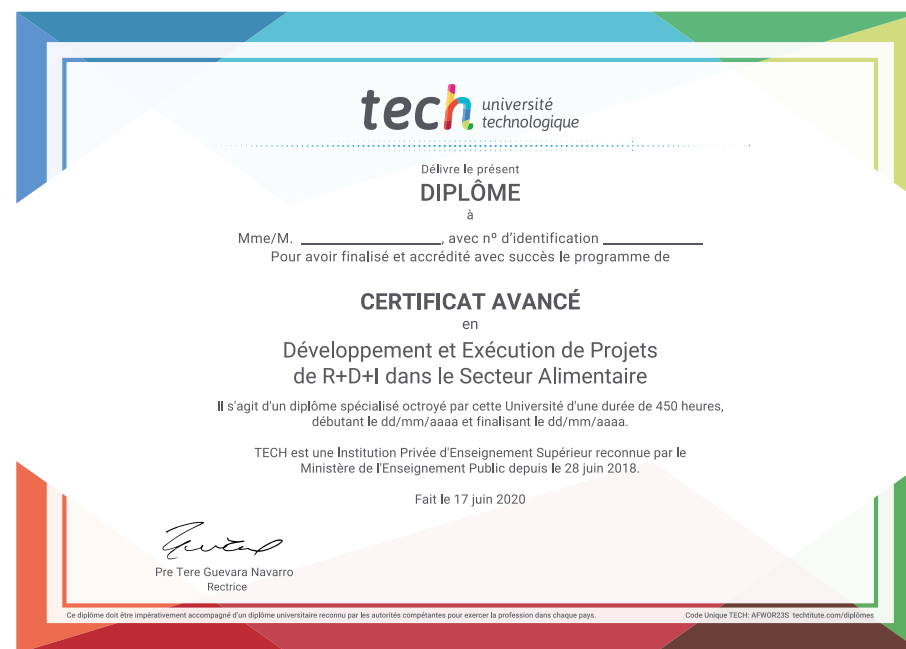 tech université
technologique
Délivre le présent
DIPLÔME
à
Mme/M. ____________________, avec nº d'identification ______________
Pour avoir finalisé et accrédité avec succès le programme de
CERTIFICAT AVANCÉ
en
Développement et Exécution de Projets
de R+D+I dans le Secteur Alimentaire
Il s'agit d'un diplôme spécialisé octroyé par cette Université d'une durée de 450 heures,
débutant le dd/mm/aaaa et finalisant le dd/mm/aaaa.
TECH est une Institution Privée d'Enseignement Supérieur reconnue par le
Ministère de l'Enseignement Public depuis le 28 juin 2018.
Fait le 17 juin 2020
Pre Tere Guevara Navarro
Rectrice
Ce diplôme doit être impérativement accompagné d'un diplôme universitaire reconnu par les autorités compétentes pour exercer la profession dans chaque pays.
Code Unique TECH: AFWOR23S techtitute.com/diplômes